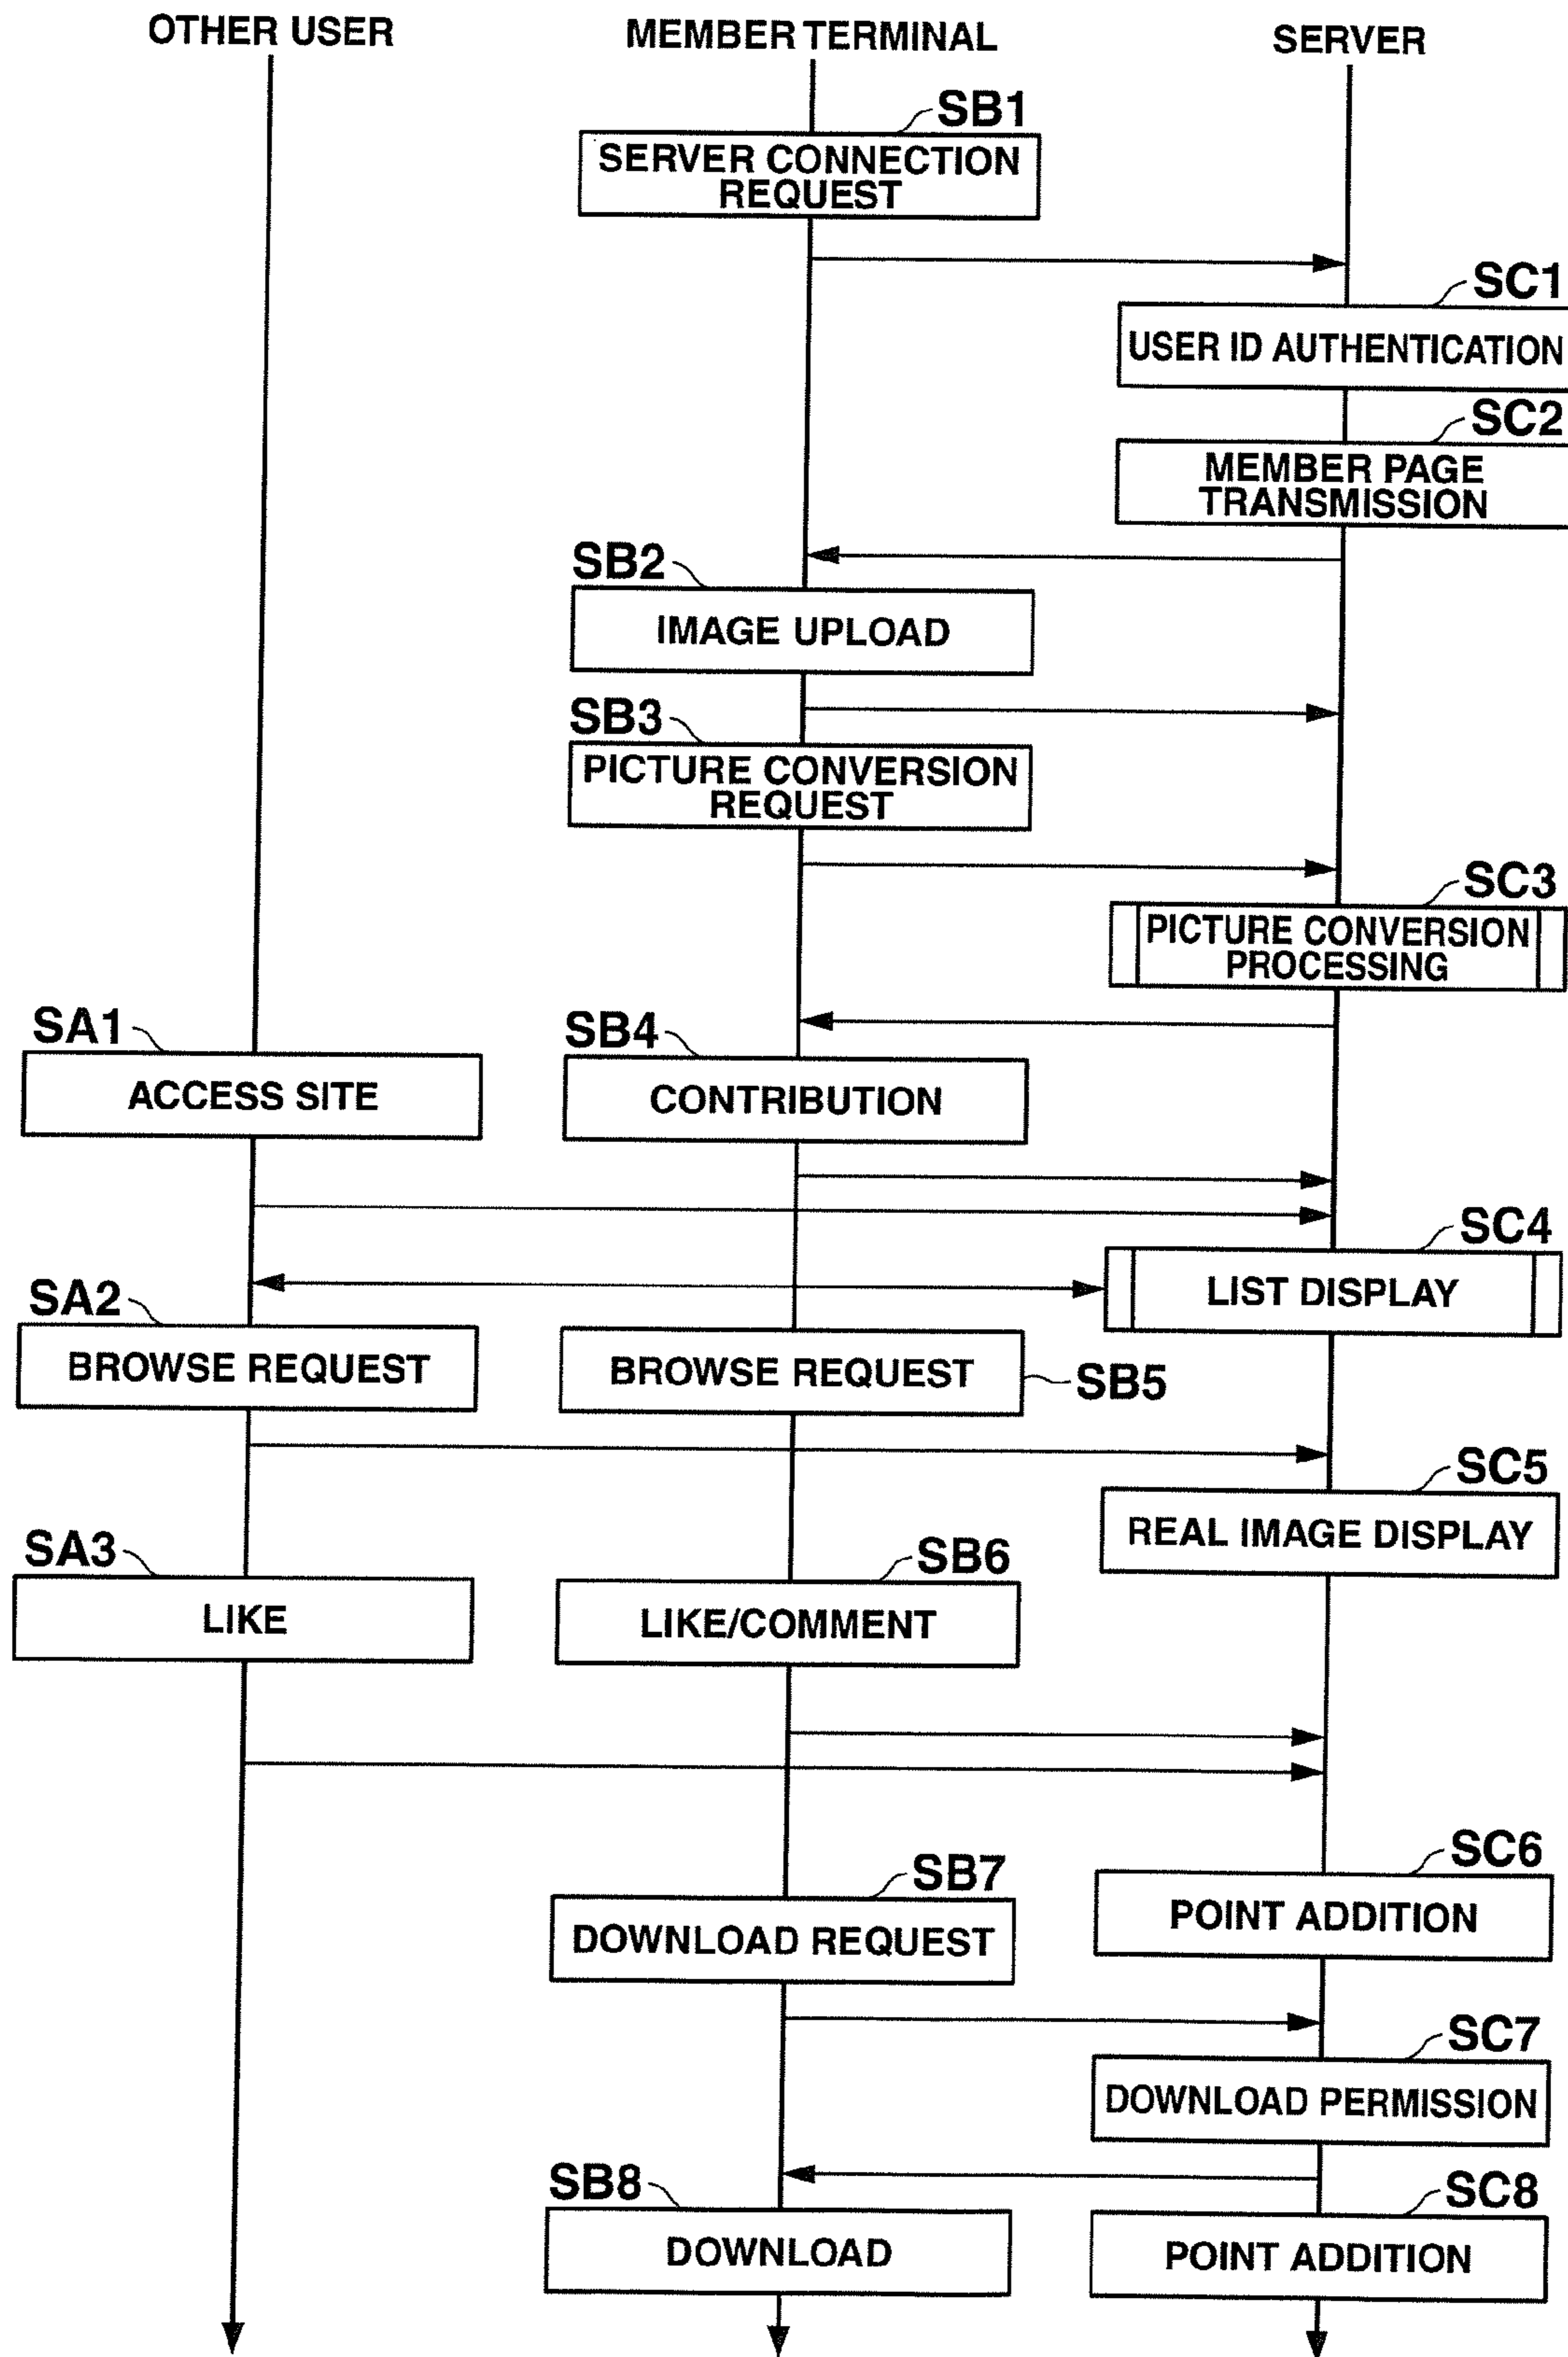 OTHER USER
MEMBER TERMINAL
SERVER
SB1
SERVER CONNECTION
REQUEST
SC1
USER ID AUTHENTICATION
SC2
MEMBER PAGE
TRANSMISSION
SB2
IMAGE UPLOAD
SB3
PICTURE CONVERSION
REQUEST
SC3
PICTURE CONVERSION
PROCESSING
SA1
ACCESS SITE
SB4
CONTRIBUTION
SC4
LIST DISPLAY
SA2
BROWSE REQUEST
BROWSE REQUEST
SB5
SC5
REAL IMAGE DISPLAY
SA3
LIKE
SB6
LIKE/COMMENT
SC6
POINT ADDITION
SB7
DOWNLOAD REQUEST
SC7
DOWNLOAD PERMISSION
SB8
DOWNLOAD
SC8
POINT ADDITION